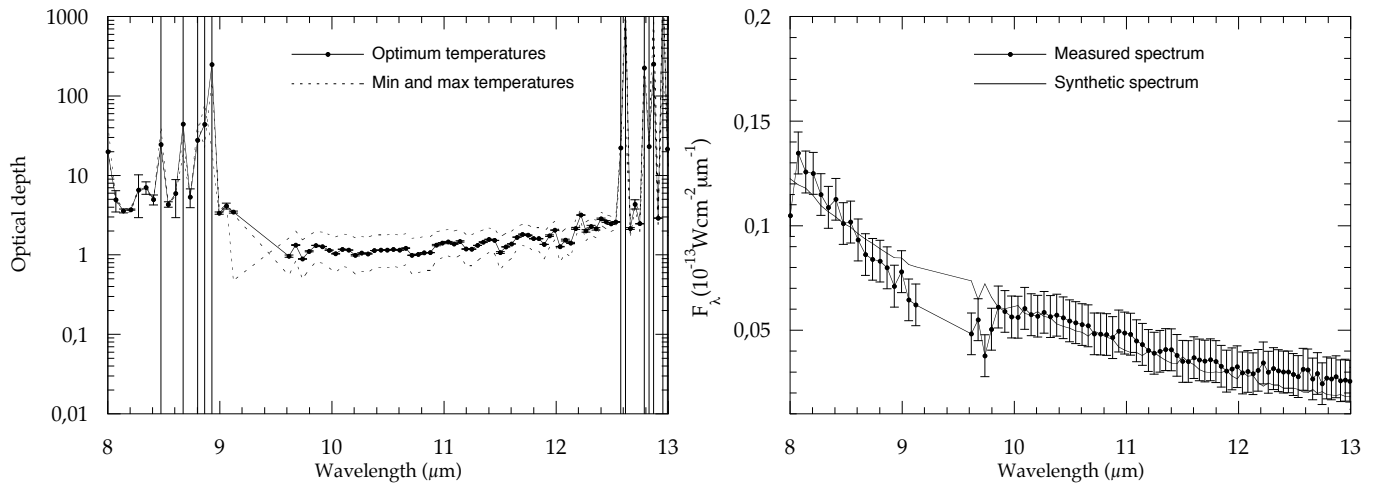 1000
100
10
1
0,1
0,01
Optical depth
Optimum temperatures
Min and max temperatures
8 9 10 11 12 13
Wavelength (μm)
0,2
0,15
0,1
0,05
F_λ (10^-13 Wcm^-2 μm^-1)
Measured spectrum
Synthetic spectrum
8 9 10 11 12 13
Wavelength (μm)